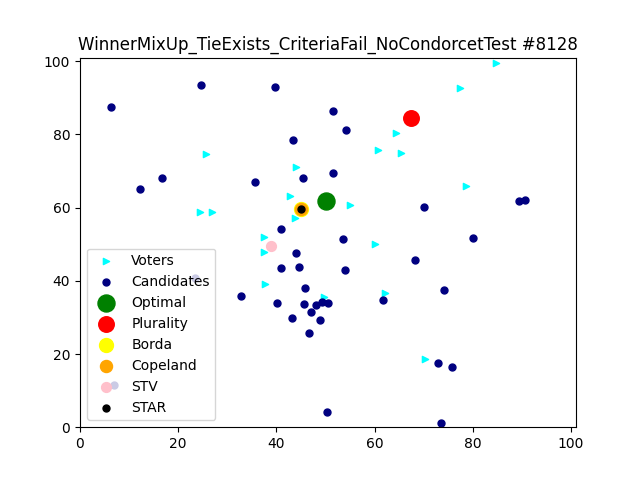 WinnerMixUp_TieExists_CriteriaFail_NoCondorcetTest #8128
100
80
60
40
20
0
Voters
Candidates
Optimal
Plurality
Borda
Copeland
STV
STAR
0 20 40 60 80 100